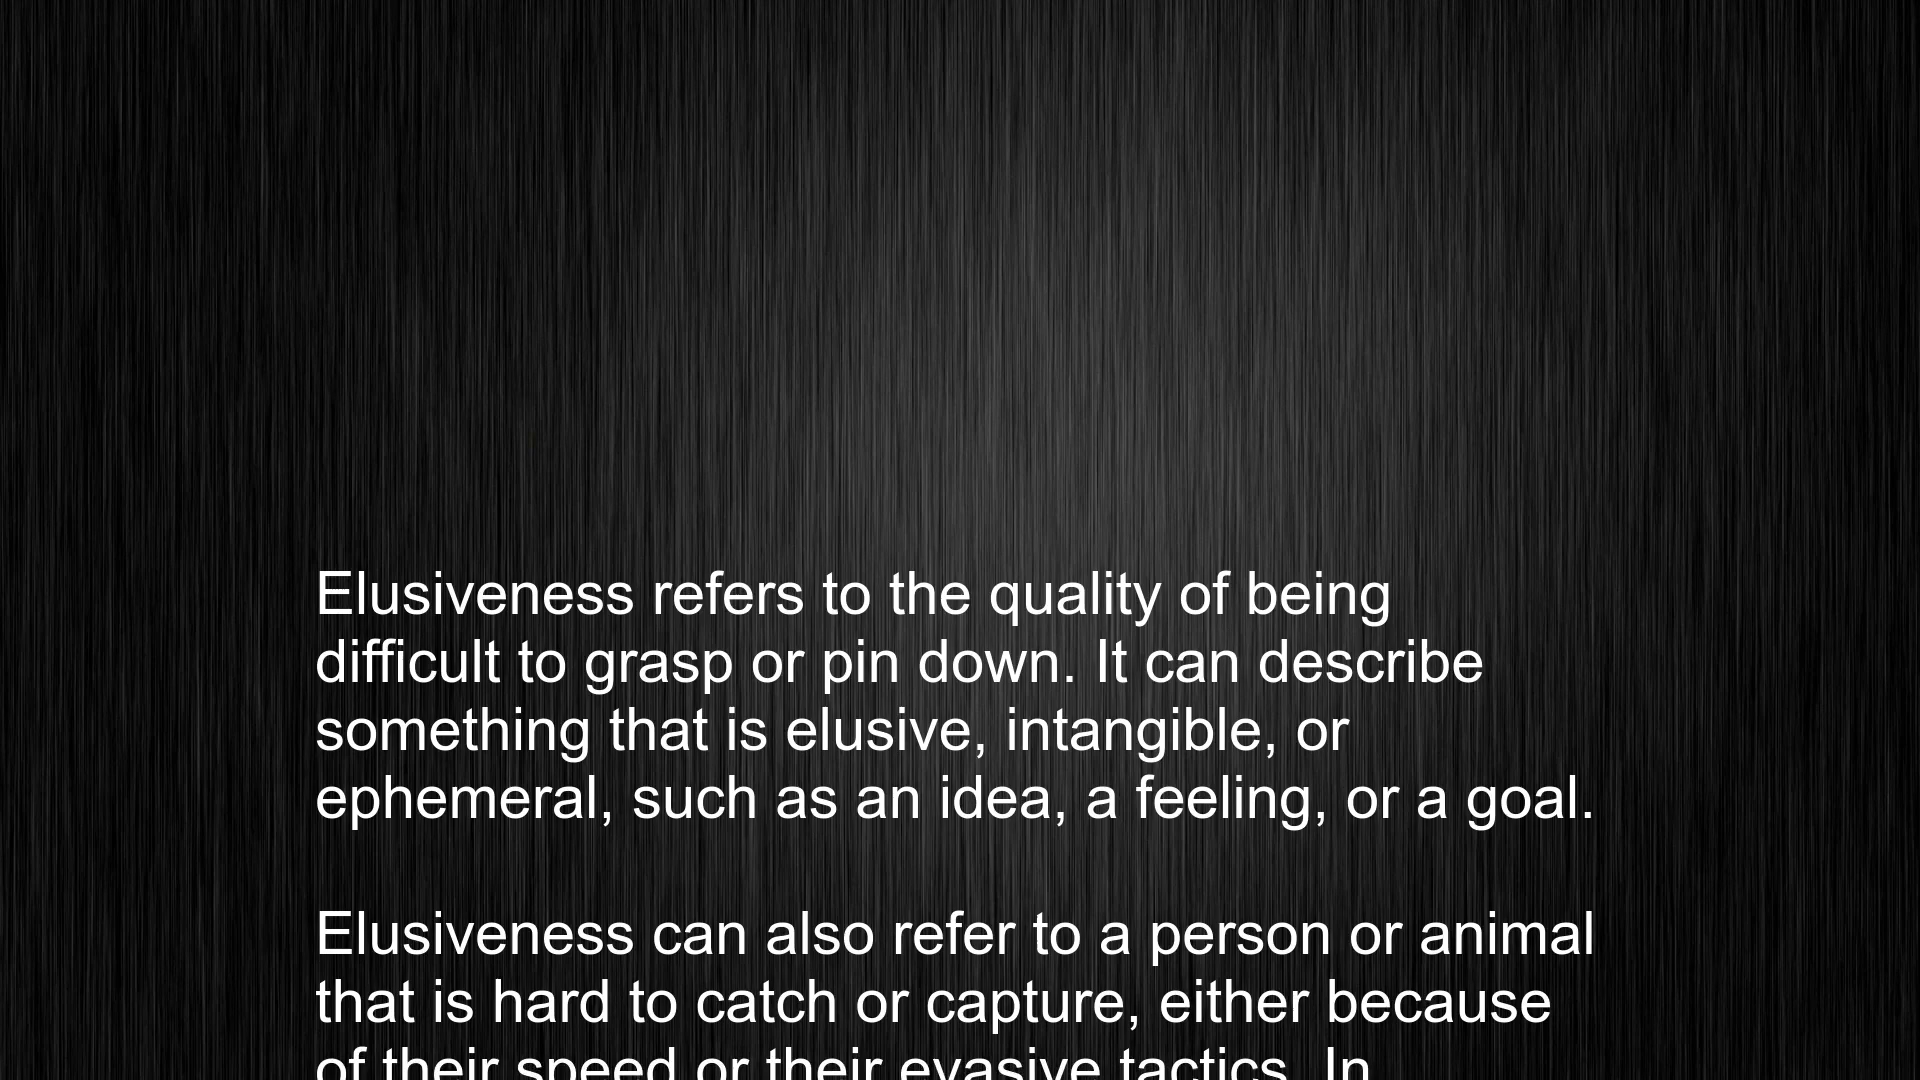 Elusiveness refers to the quality of being
difficult to grasp or pin down. It can describe
something that is elusive, intangible, or
ephemeral, such as an idea, a feeling, or a goal.
Elusiveness can also refer to a person or animal
that is hard to catch or capture, either because
of their speed or their evasive tactics. In